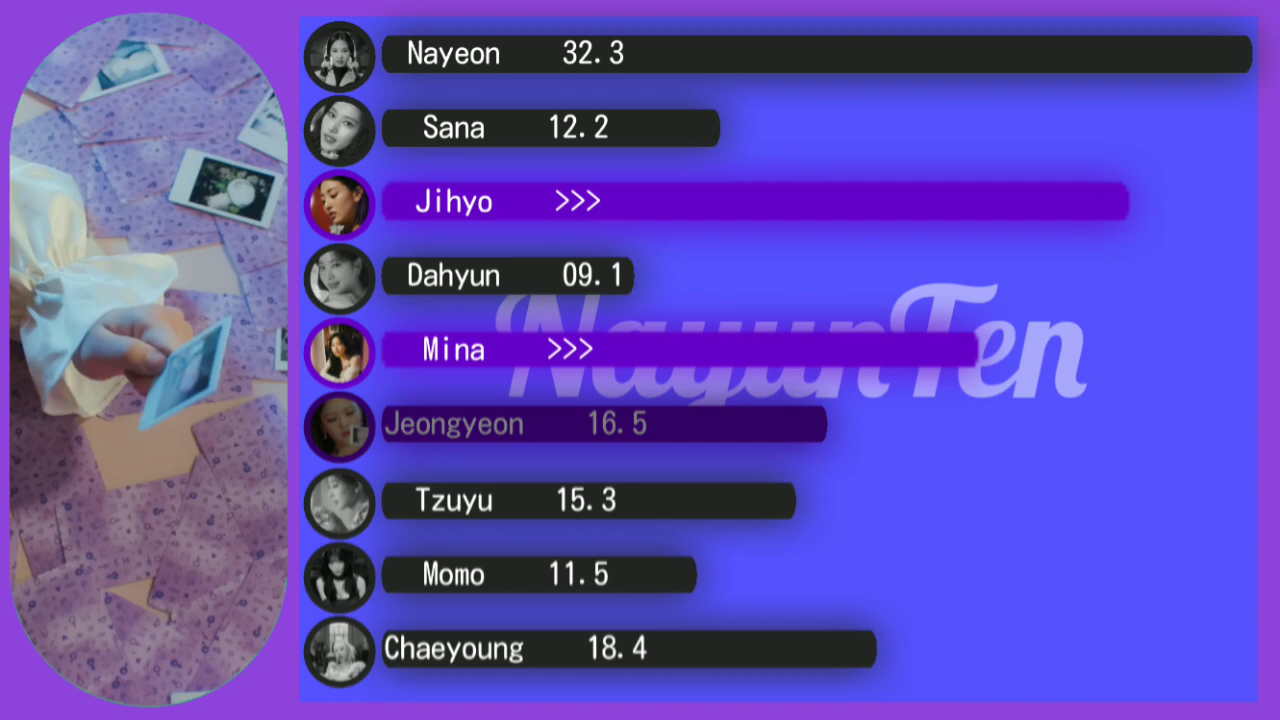 Nayeon 32.3
Sana 12.2
Jihyo >>>
Dahyun 09.1
NayunTen
Mina >>>
Jeongyeon 16.5
Tzuyu 15.3
Momo 11.5
Chaeyoung 18.4